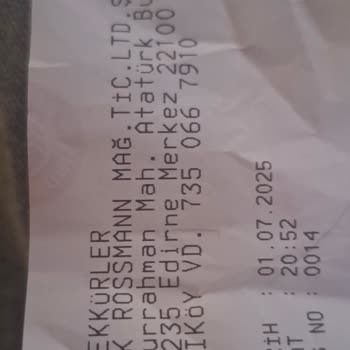 EKKÜRLER
K ROSSMANN MAĞ.TİC.LTD.Ş
urrahman Mah. Atatürk Bu
235 Edirne Merkez 22100
İKÖY VD. 735 066 7910
İH : 01.07.2025
AT : 20:52
Ş NO : 0014